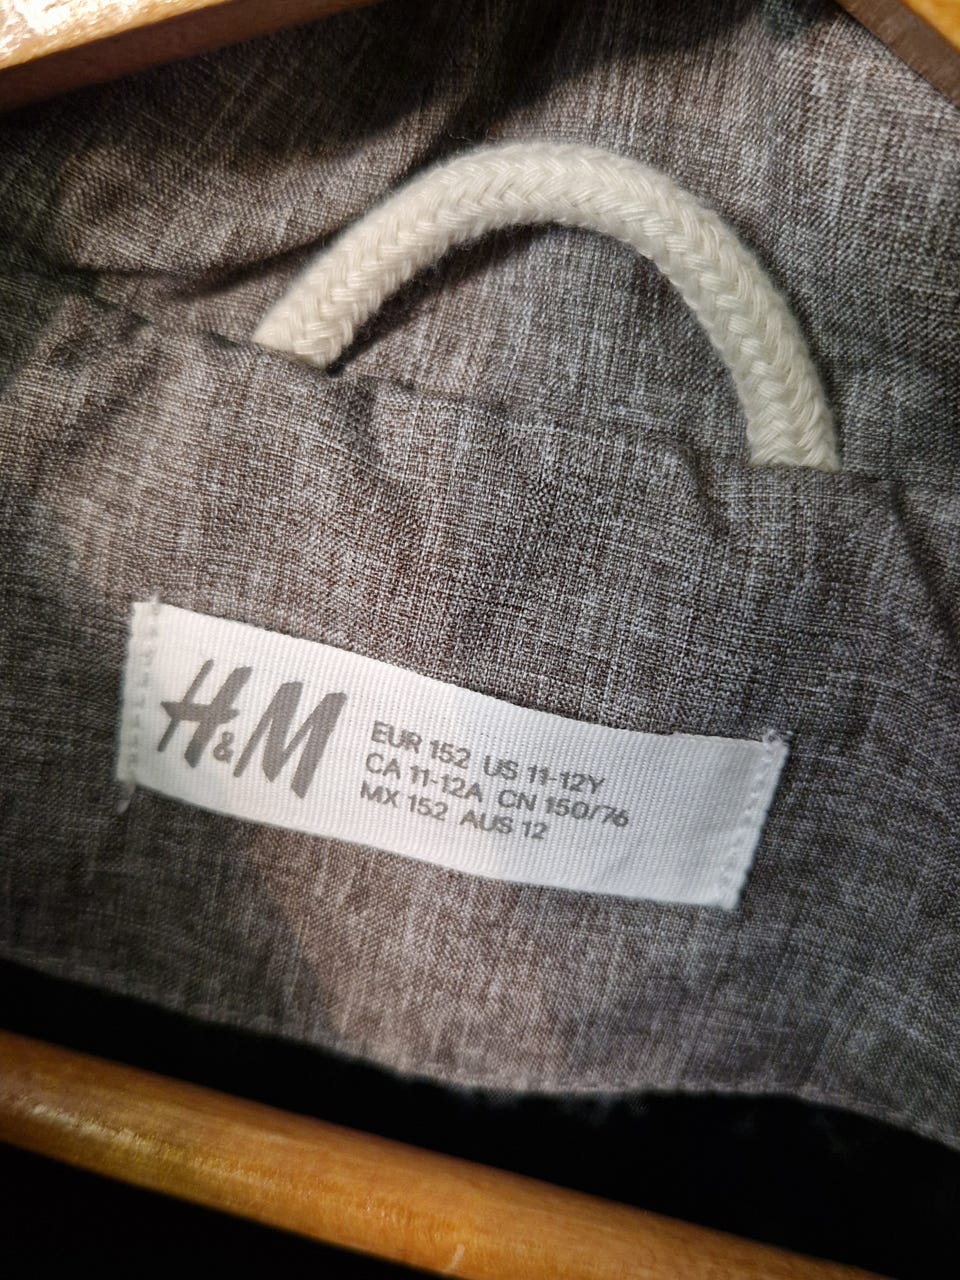 H&M
EUR 152 US 11-12Y
CA 11-12A CN 150/76
MX 152 AUS 12